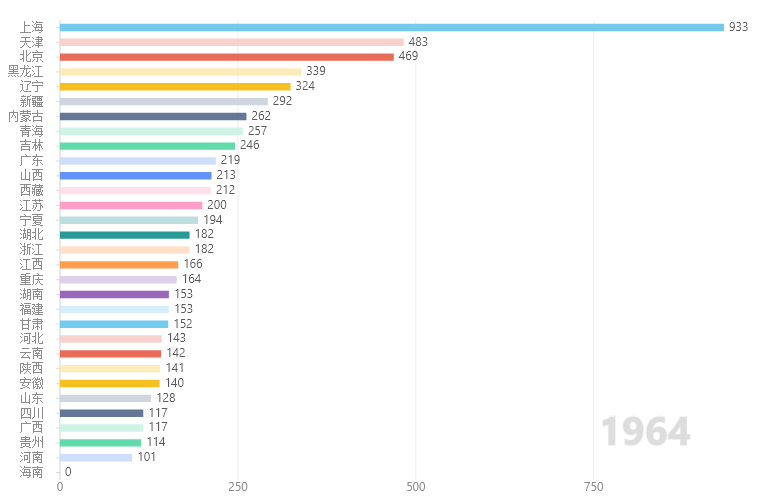 上海 933
天津 483
北京 469
黑龙江 339
辽宁 324
新疆 292
内蒙古 262
青海 257
吉林 246
广东 219
山西 213
西藏 212
江苏 200
宁夏 194
湖北 182
浙江 182
江西 166
重庆 164
湖南 153
福建 153
甘肃 152
河北 143
云南 142
陕西 141
安徽 140
山东 128
四川 117
广西 117
贵州 114
河南 101
海南 0
1964
0 250 500 750